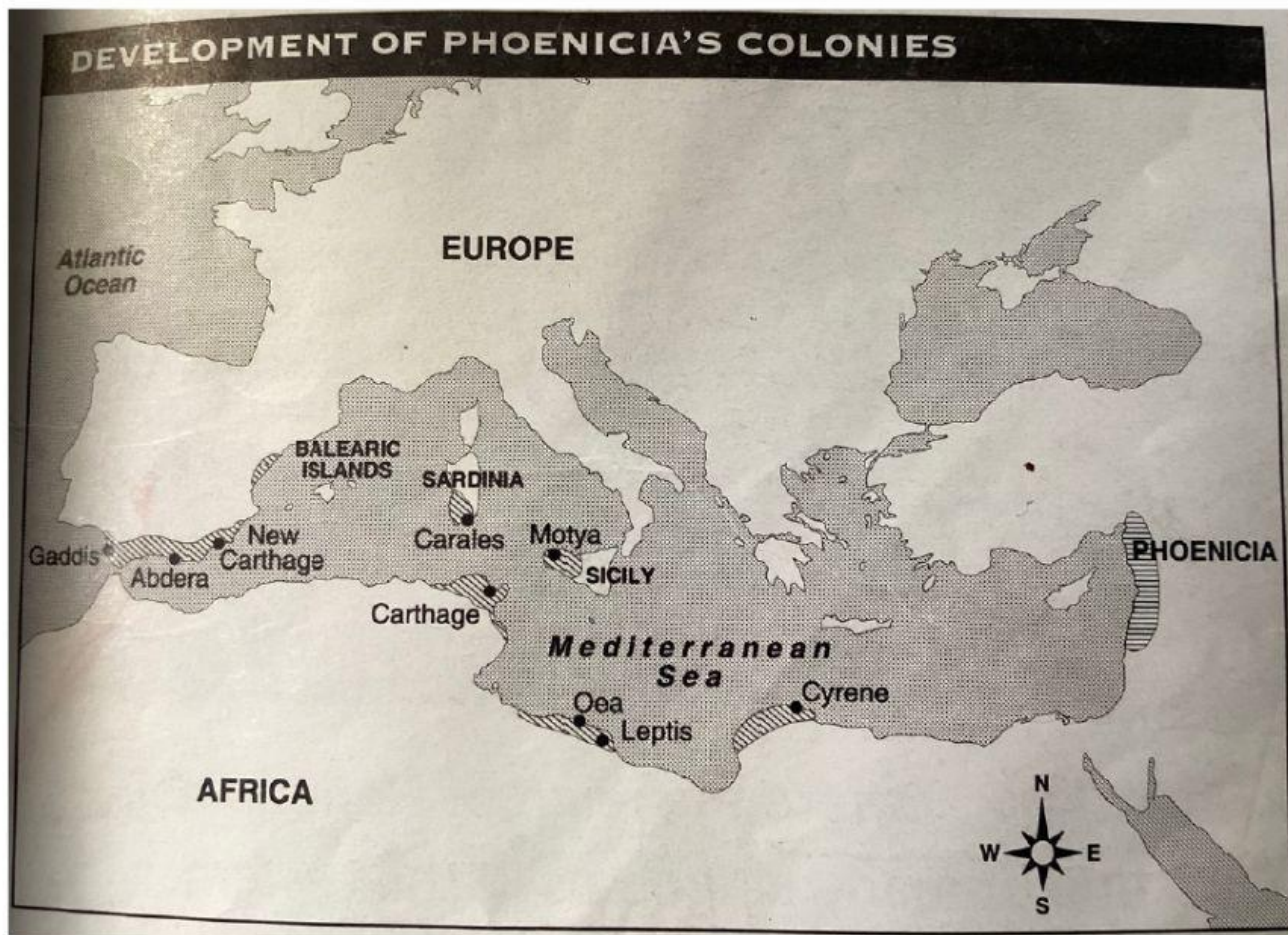 DEVELOPMENT OF PHOENICIA'S COLONIES
Atlantic
Ocean
EUROPE
BALEARIC
ISLANDS
SARDINIA
Carales
Motya
SICILY
PHOENICIA
Gaddis
Abdera
New
Carthage
Carthage
Mediterranean
Sea
Oea
Leptis
Cyrene
AFRICA
N
W E
S